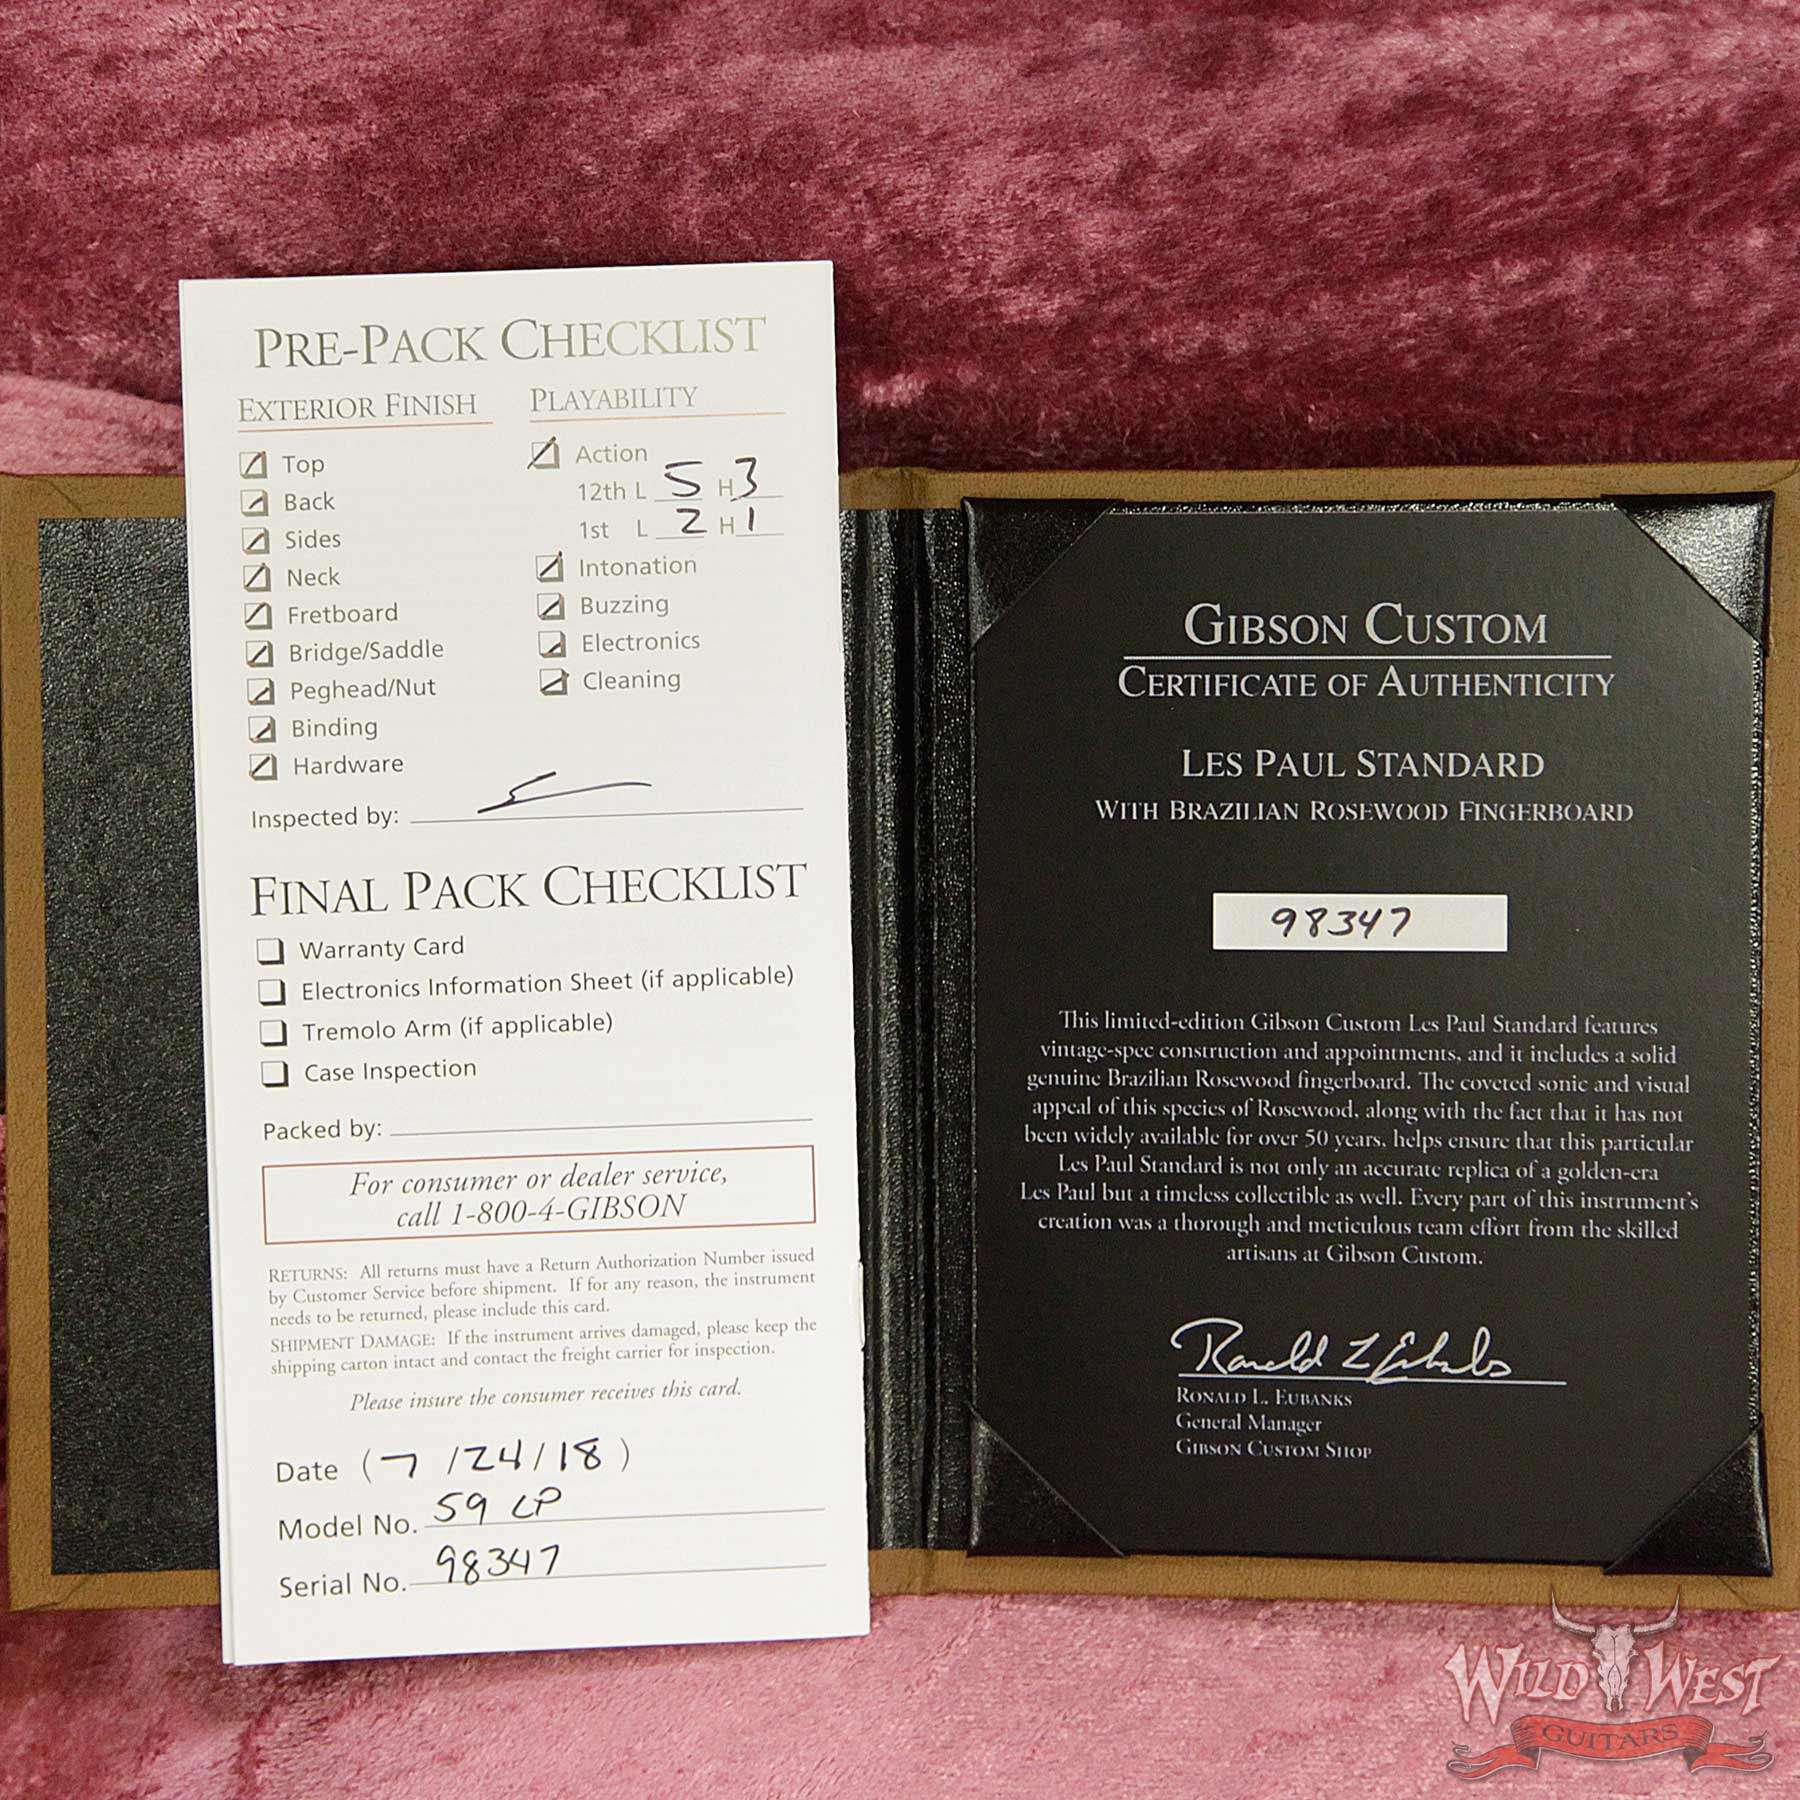 PRE-PACK CHECKLIST
EXTERIOR FINISH
Top
Back
Sides
Neck
Fretboard
Bridge/Saddle
Peghead/Nut
Binding
Hardware
PLAYABILITY
Action
12th L 5 H 3
1st L 2 H 1
Intonation
Buzzing
Electronics
Cleaning
Inspected by:
FINAL PACK CHECKLIST
Warranty Card
Electronics Information Sheet (if applicable)
Tremolo Arm (if applicable)
Case Inspection
Packed by:
For consumer or dealer service,
call 1-800-4-GIBSON
RETURNS: All returns must have a Return Authorization Number issued
by Customer Service before shipment. If for any reason, the instrument
needs to be returned, please include this card.
SHIPMENT DAMAGE: If the instrument arrives damaged, please keep the
shipping carton intact and contact the freight carrier for inspection.
Please insure the consumer receives this card.
Date (7/24/18)
Model No. 59 LP
Serial No. 98347
GIBSON CUSTOM
CERTIFICATE OF AUTHENTICITY
LES PAUL STANDARD
WITH BRAZILIAN ROSEWOOD FINGERBOARD
98347
This limited-edition Gibson Custom Les Paul Standard features
vintage-spec construction and appointments, and it includes a solid
genuine Brazilian Rosewood fingerboard. The coveted sonic and visual
appeal of this species of Rosewood, along with the fact that it has not
been widely available for over 50 years, helps ensure that this particular
Les Paul Standard is not only an accurate replica of a golden-era
Les Paul but a timeless collectible as well. Every part of this instrument's
creation was a thorough and meticulous team effort from the skilled
artisans at Gibson Custom.
Ronald L Eubanks
RONALD L. EUBANKS
General Manager
GIBSON CUSTOM SHOP
WILD WEST
GUITARS